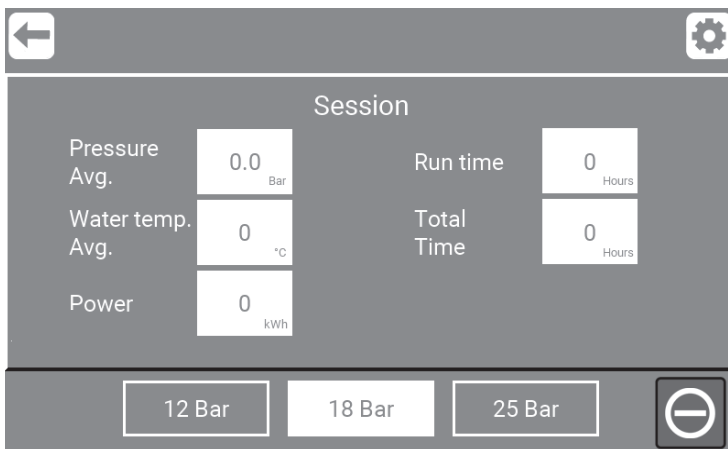 Session
Pressure
Avg.
0.0
Bar
Run time
0
Hours
Water temp.
Avg.
0
°C
Total
Time
0
Hours
Power
0
kWh
12 Bar
18 Bar
25 Bar